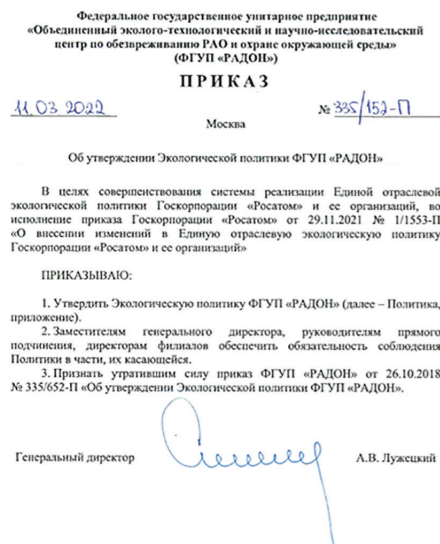 Федеральное государственное унитарное предприятие
«Объединенный эколого-технологический и научно-исследовательский
центр по обезвреживанию РАО и охране окружающей среды»
(ФГУП «РАДОН»)
ПРИКАЗ
11.03 2022 № 335/152-П
Москва
Об утверждении Экологической политики ФГУП «РАДОН»
В целях совершенствования системы реализации Единой отраслевой
экологической политики Госкорпорации «Росатом» и ее организаций, во
исполнение приказа Госкорпорации «Росатом» от 29.11.2021 № 1/1553-П
«О внесении изменений в Единую отраслевую экологическую политику
Госкорпорации «Росатом» и ее организаций»
ПРИКАЗЫВАЮ:
1. Утвердить Экологическую политику ФГУП «РАДОН» (далее – Политика,
приложение).
2. Заместителям генерального директора, руководителям прямого
подчинения, директорам филиалов обеспечить обязательность соблюдения
Политики в части, их касающейся.
3. Признать утратившим силу приказ ФГУП «РАДОН» от 26.10.2018
№ 335/652-П «Об утверждении Экологической политики ФГУП «РАДОН».
Генеральный директор А.В. Лужецкий